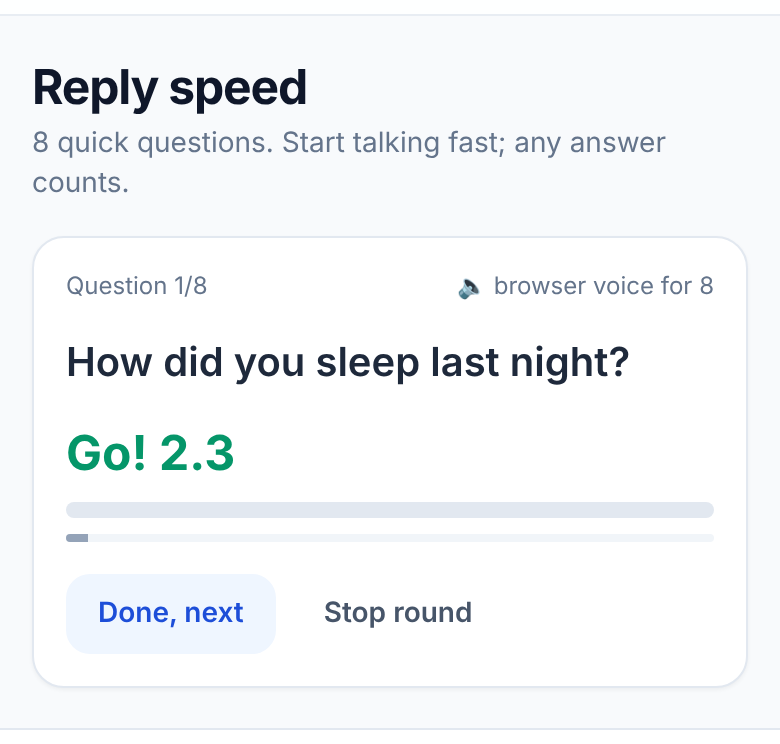 Reply speed
8 quick questions. Start talking fast; any answer
counts.
Question 1/8
🔈 browser voice for 8
How did you sleep last night?
Go! 2.3
Done, next
Stop round